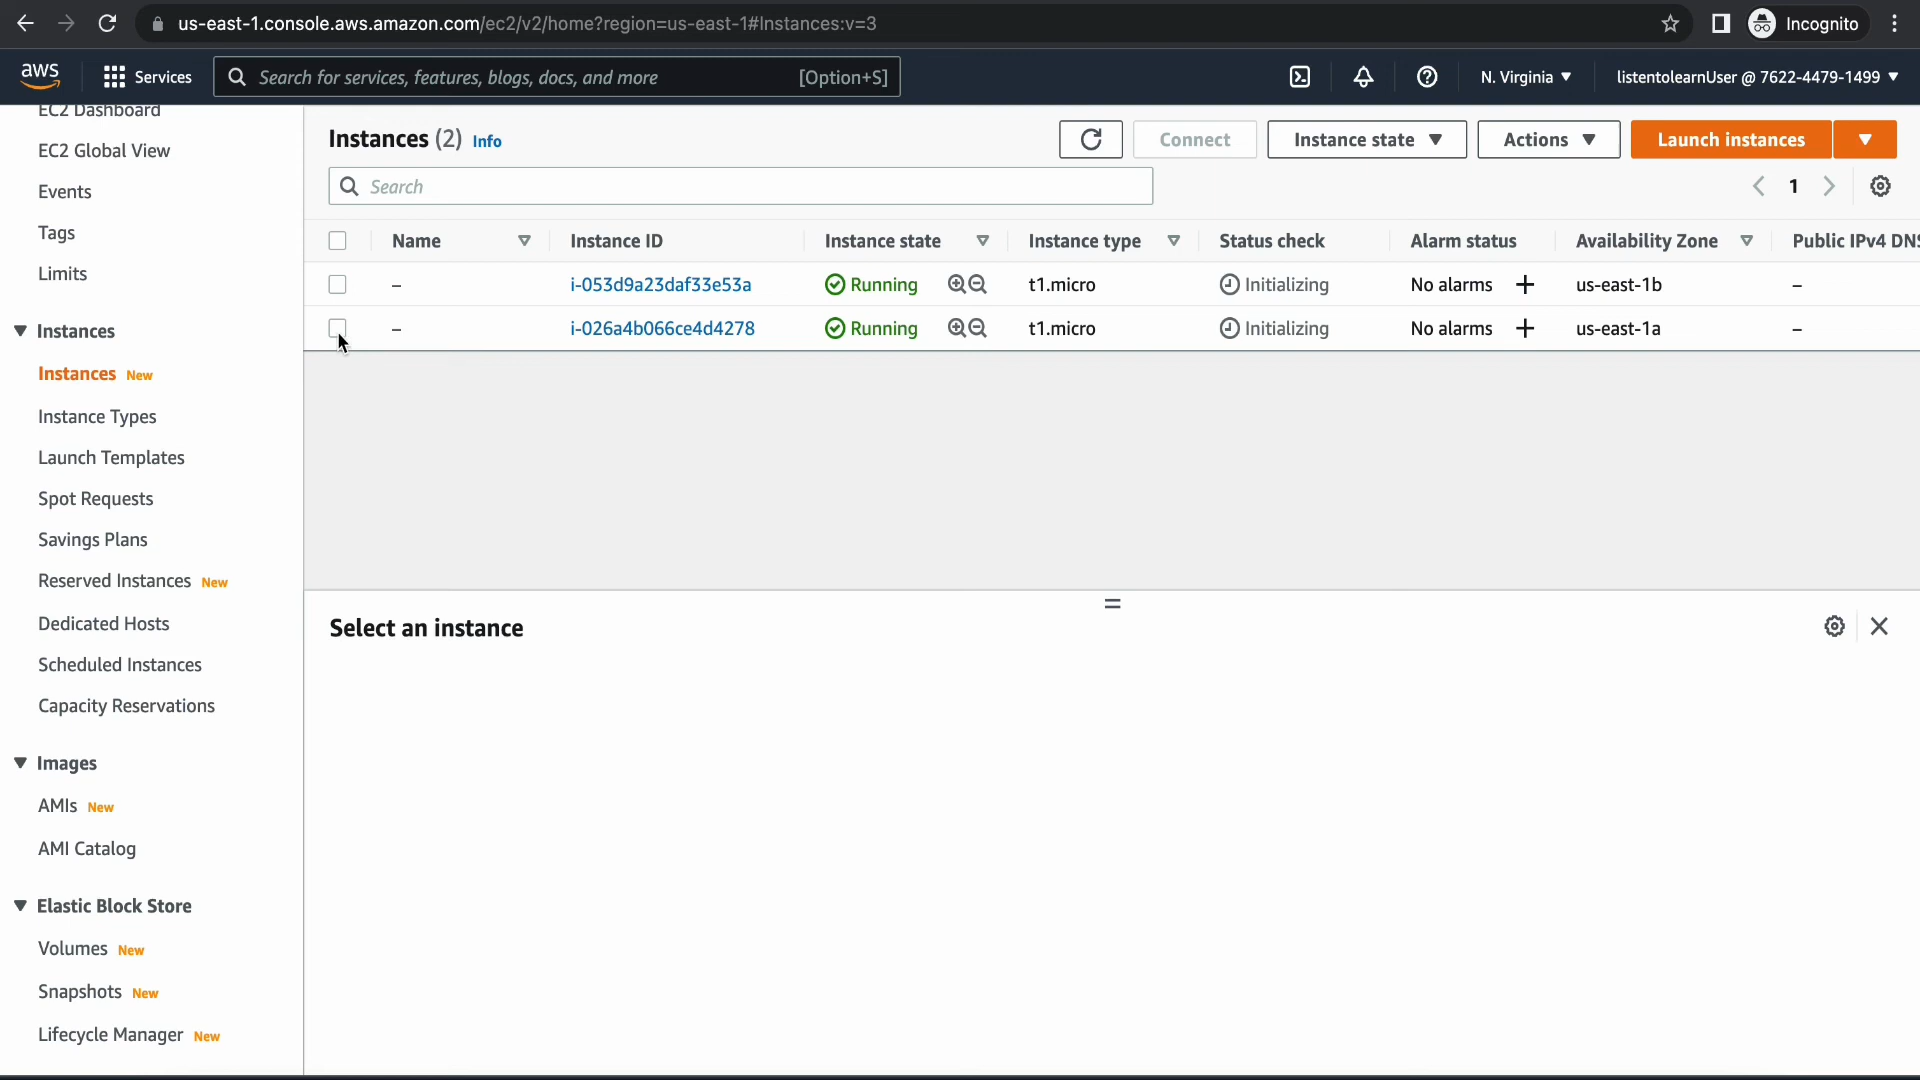 us-east-1.console.aws.amazon.com/ec2/v2/home?region=us-east-1#Instances:v=3
Incognito
aws
Services
Search for services, features, blogs, docs, and more
[Option+S]
N. Virginia
listentolearnUser @ 7622-4479-1499
EC2 Dashboard
EC2 Global View
Events
Tags
Limits
Instances
Instances New
Instance Types
Launch Templates
Spot Requests
Savings Plans
Reserved Instances New
Dedicated Hosts
Scheduled Instances
Capacity Reservations
Images
AMIs New
AMI Catalog
Elastic Block Store
Volumes New
Snapshots New
Lifecycle Manager New
Instances (2) Info
Connect
Instance state
Actions
Launch instances
Search
1
Name Instance ID Instance state Instance type Status check Alarm status Availability Zone Public IPv4 DNS
– i-053d9a23daf33e53a Running t1.micro Initializing No alarms + us-east-1b –
– i-026a4b066ce4d4278 Running t1.micro Initializing No alarms + us-east-1a –
Select an instance